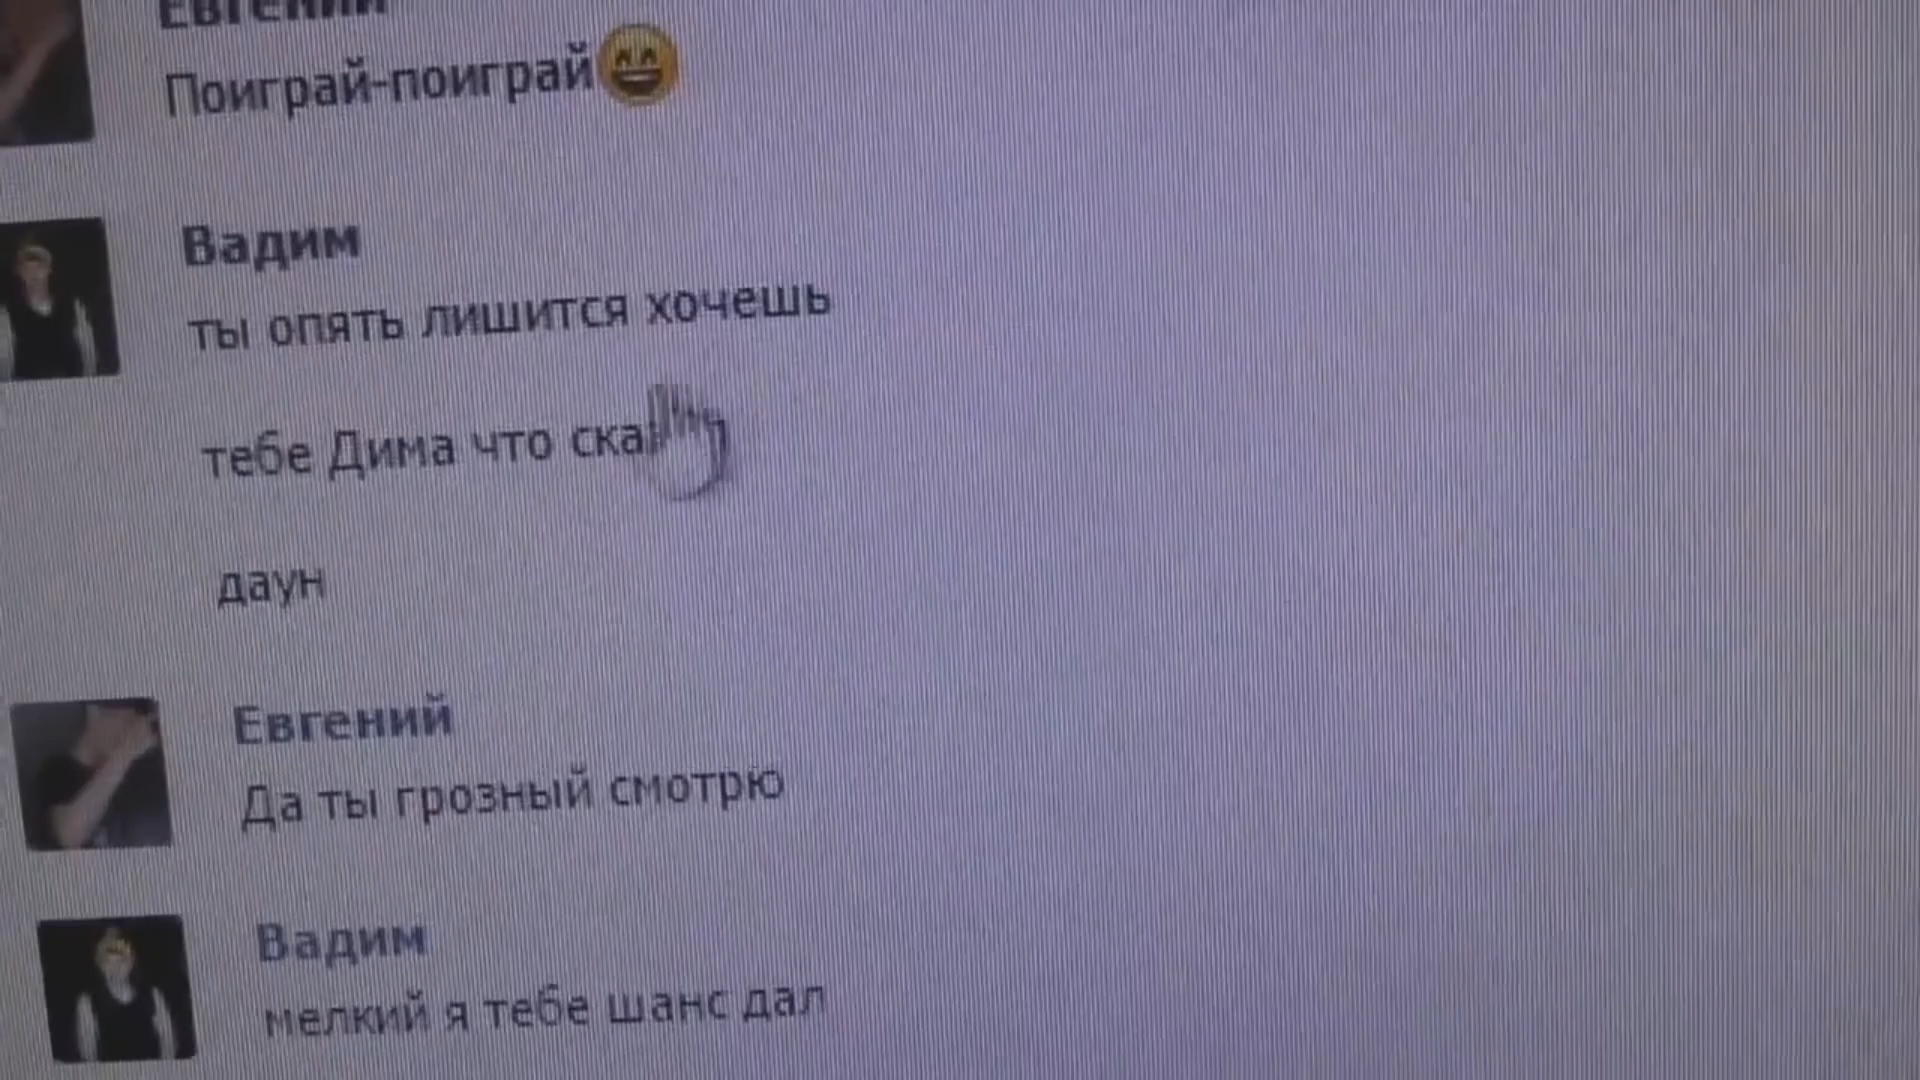 Евгений
Поиграй-поиграй
Вадим
ты опять лишится хочешь
тебе Дима что ска
даун
Евгений
Да ты грозный смотрю
Вадим
мелкий я тебе шанс дал